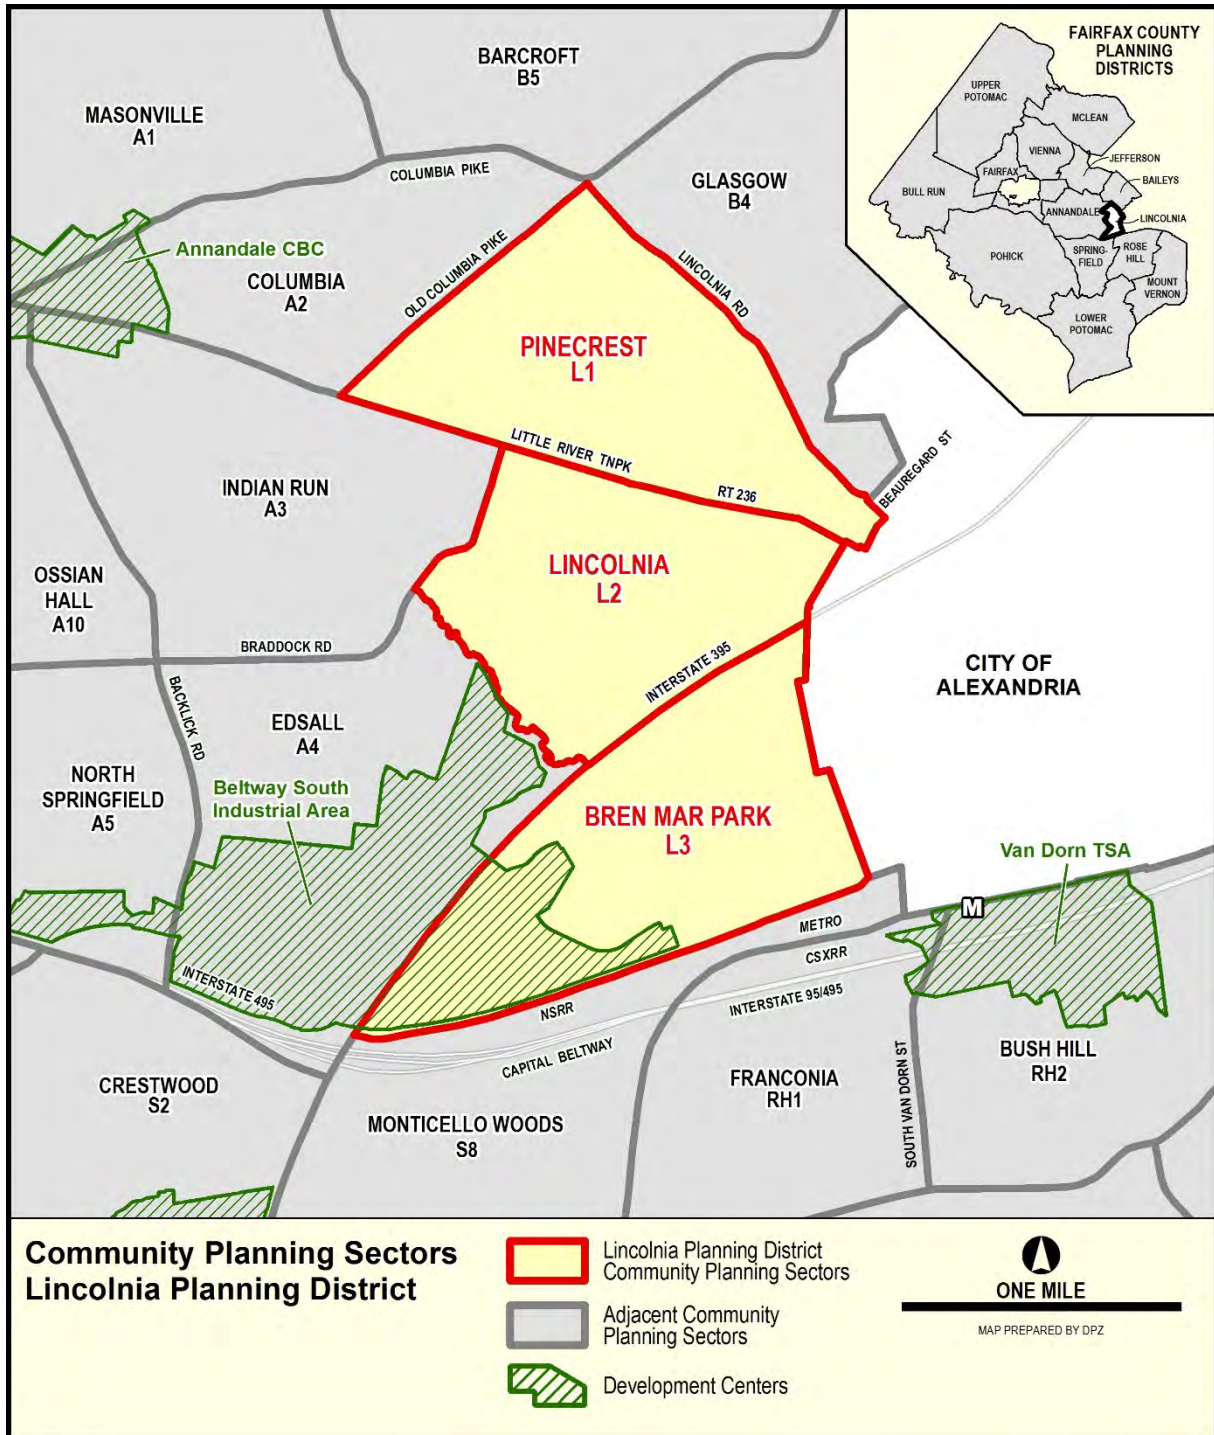 FAIRFAX COUNTY
PLANNING
DISTRICTS
UPPER
POTOMAC
MCLEAN
VIENNA
JEFFERSON
FAIRFAX
BAILEYS
BULL RUN
ANNANDALE
LINCOLNIA
POHICK
SPRING-
FIELD
ROSE
HILL
MOUNT
VERNON
LOWER
POTOMAC
BARCROFT
B5
MASONVILLE
A1
COLUMBIA PIKE
GLASGOW
B4
Annandale CBC
COLUMBIA
A2
OLD COLUMBIA PIKE
LINCOLNIA RD
PINECREST
L1
LITTLE RIVER TNPK
RT 236
BEAUREGARD ST
INDIAN RUN
A3
LINCOLNIA
L2
OSSIAN
HALL
A10
BRADDOCK RD
INTERSTATE 395
CITY OF
ALEXANDRIA
BACKLICK RD
EDSALL
A4
NORTH
SPRINGFIELD
A5
Beltway South
Industrial Area
BREN MAR PARK
L3
Van Dorn TSA
M
METRO
CSXRR
INTERSTATE 495
NSRR
INTERSTATE 95/495
CAPITAL BELTWAY
SOUTH VAN DORN ST
BUSH HILL
RH2
CRESTWOOD
S2
FRANCONIA
RH1
MONTICELLO WOODS
S8
Community Planning Sectors
Lincolnia Planning District
Lincolnia Planning District
Community Planning Sectors
Adjacent Community
Planning Sectors
Development Centers
ONE MILE
MAP PREPARED BY DPZ